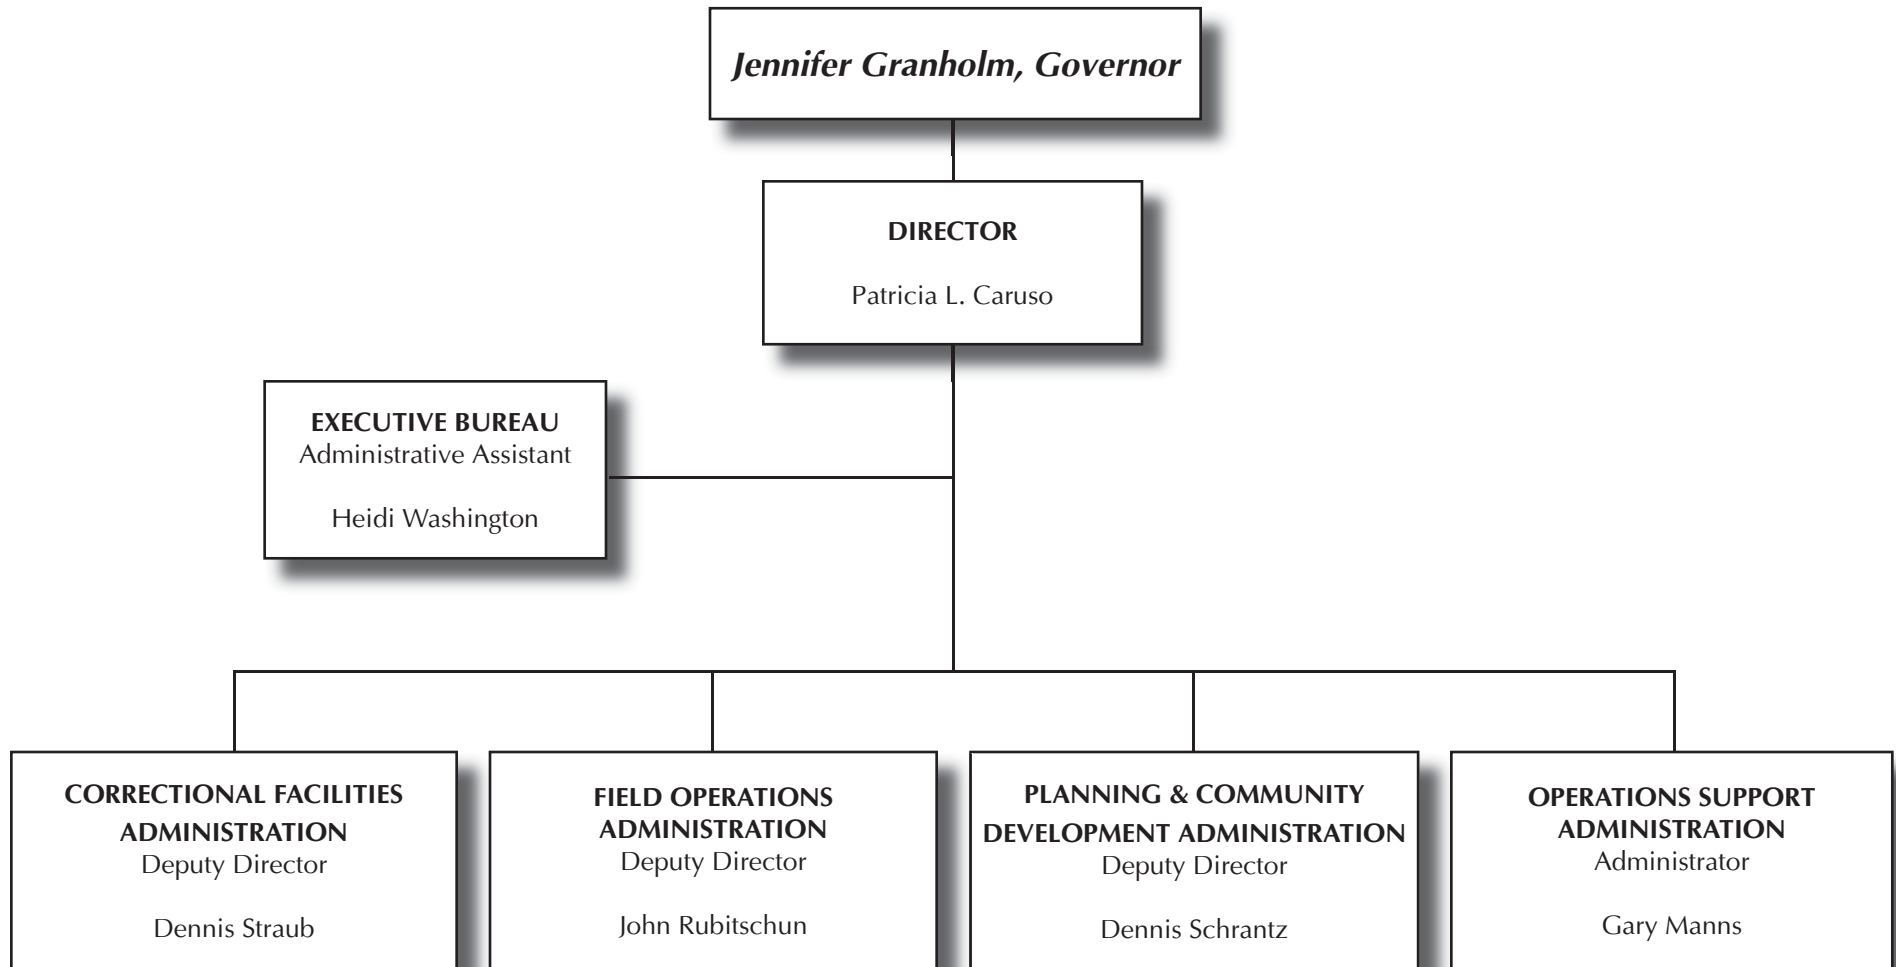 Jennifer Granholm, Governor
DIRECTOR
Patricia L. Caruso
EXECUTIVE BUREAU
Administrative Assistant
Heidi Washington
CORRECTIONAL FACILITIES
ADMINISTRATION
Deputy Director
Dennis Straub
FIELD OPERATIONS
ADMINISTRATION
Deputy Director
John Rubitschun
PLANNING & COMMUNITY
DEVELOPMENT ADMINISTRATION
Deputy Director
Dennis Schrantz
OPERATIONS SUPPORT
ADMINISTRATION
Administrator
Gary Manns